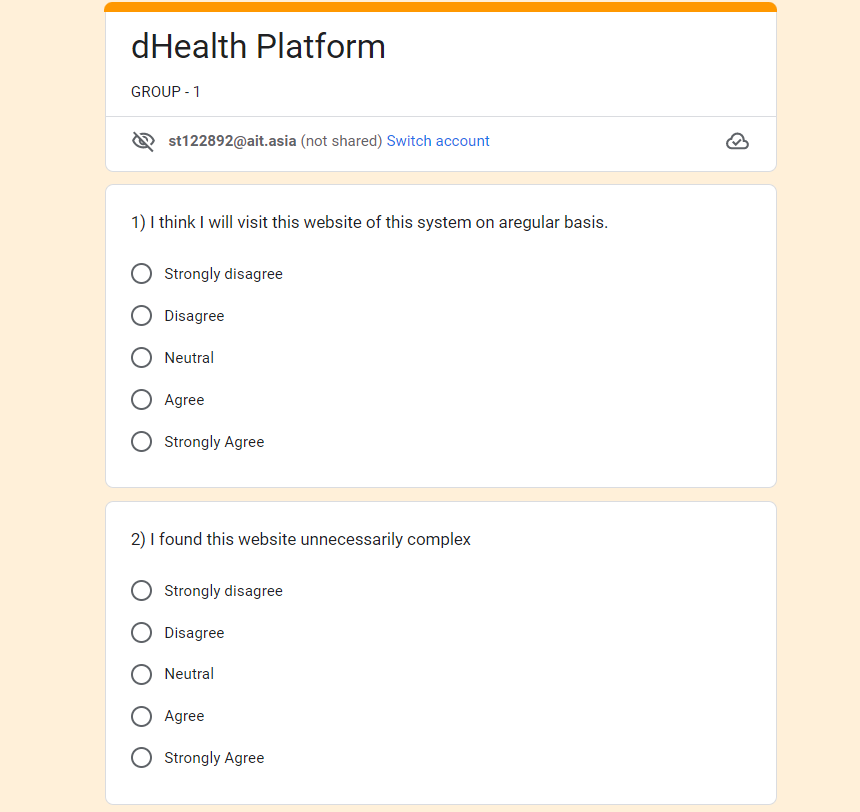 dHealth Platform
GROUP - 1
st122892@ait.asia (not shared) Switch account
1) I think I will visit this website of this system on aregular basis.
Strongly disagree
Disagree
Neutral
Agree
Strongly Agree
2) I found this website unnecessarily complex
Strongly disagree
Disagree
Neutral
Agree
Strongly Agree